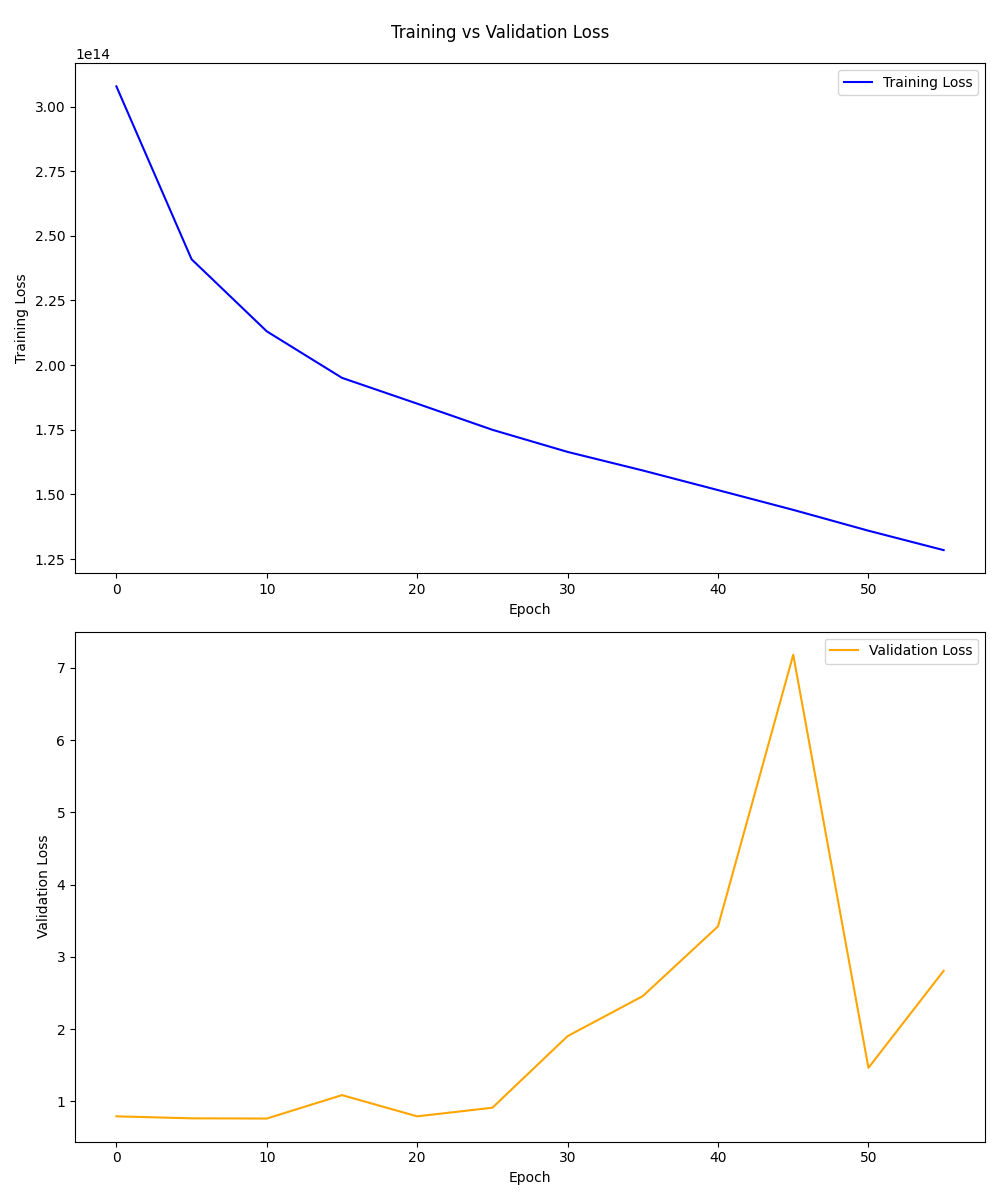 Training vs Validation Loss
1e14
Training Loss
3.00
2.75
2.50
2.25
2.00
1.75
1.50
1.25
Training Loss
0 10 20 30 40 50
Epoch
Validation Loss
7
6
5
4
3
2
1
Validation Loss
0 10 20 30 40 50
Epoch